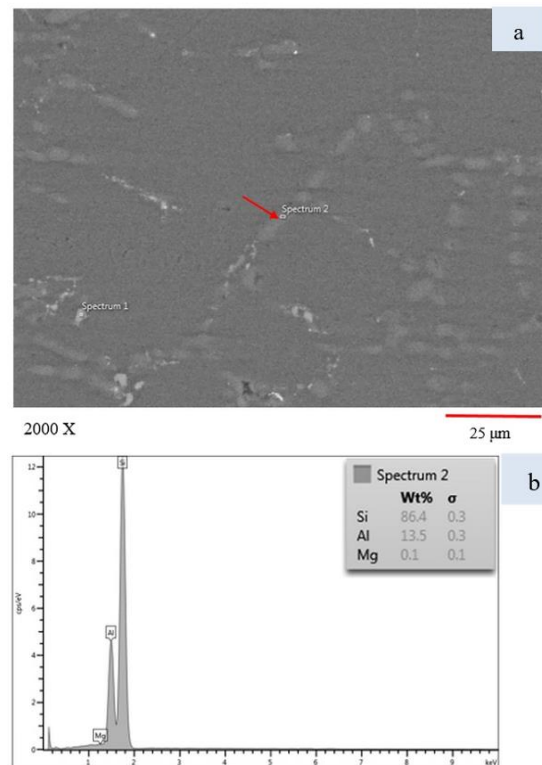 a
Spectrum 2
Spectrum 1
2000 X
25 µm
b
Spectrum 2
Wt% σ
Si 86.4 0.3
Al 13.5 0.3
Mg 0.1 0.1
12
10
8
6
4
2
0
cps/eV
Si
Al
Mg
1 2 3 4 5 6 7 8 9 keV